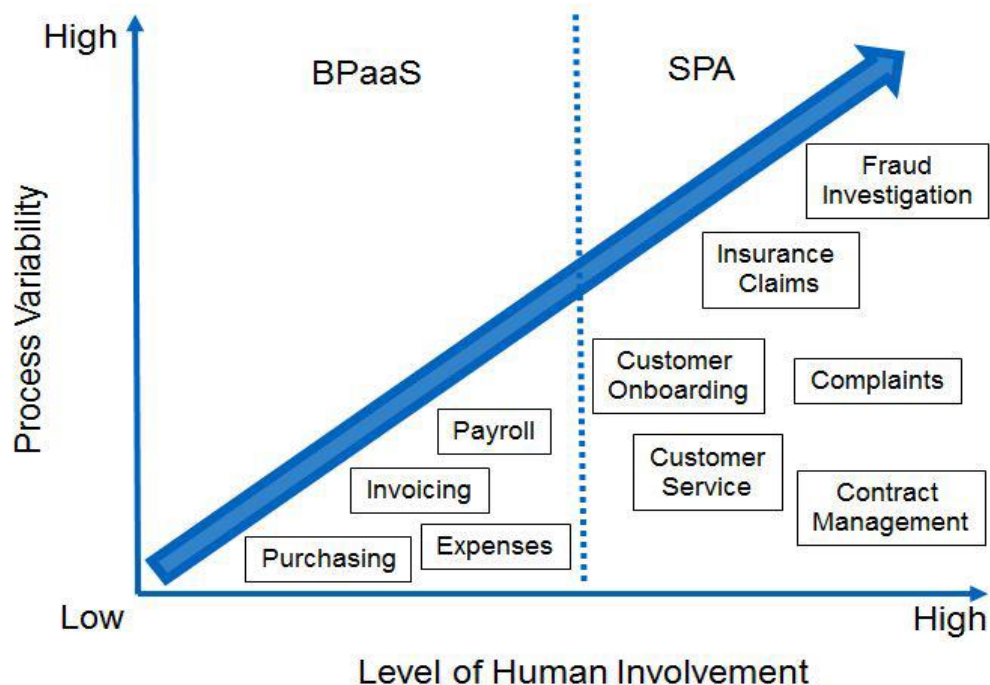 High
BPaaS
SPA
Fraud
Investigation
Insurance
Claims
Process Variability
Customer
Onboarding
Complaints
Payroll
Customer
Service
Invoicing
Contract
Management
Expenses
Purchasing
Low
High
Level of Human Involvement